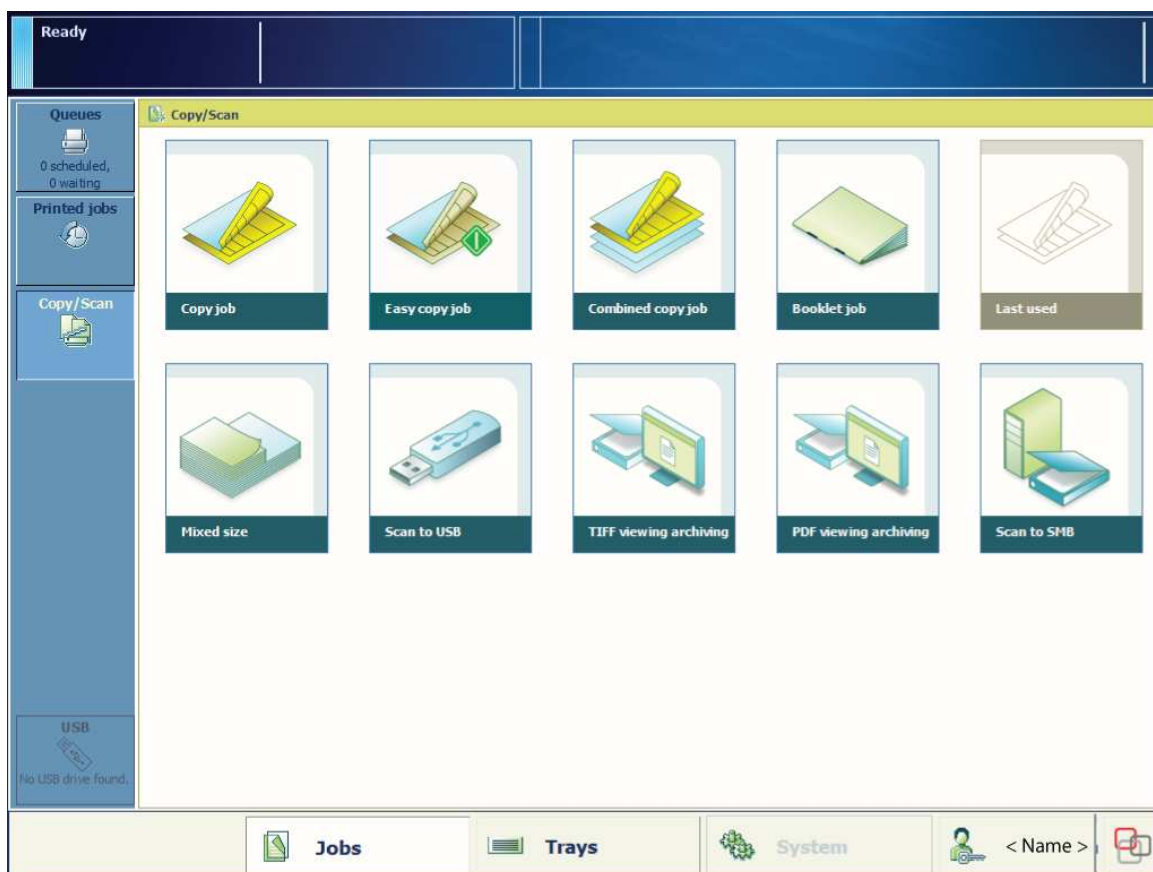 Ready
Queues
0 scheduled,
0 waiting
Printed jobs
Copy/Scan
USB
No USB drive found.
Copy/Scan
Copy job
Easy copy job
Combined copy job
Booklet job
Last used
Mixed size
Scan to USB
TIFF viewing archiving
PDF viewing archiving
Scan to SMB
Jobs
Trays
System
< Name >